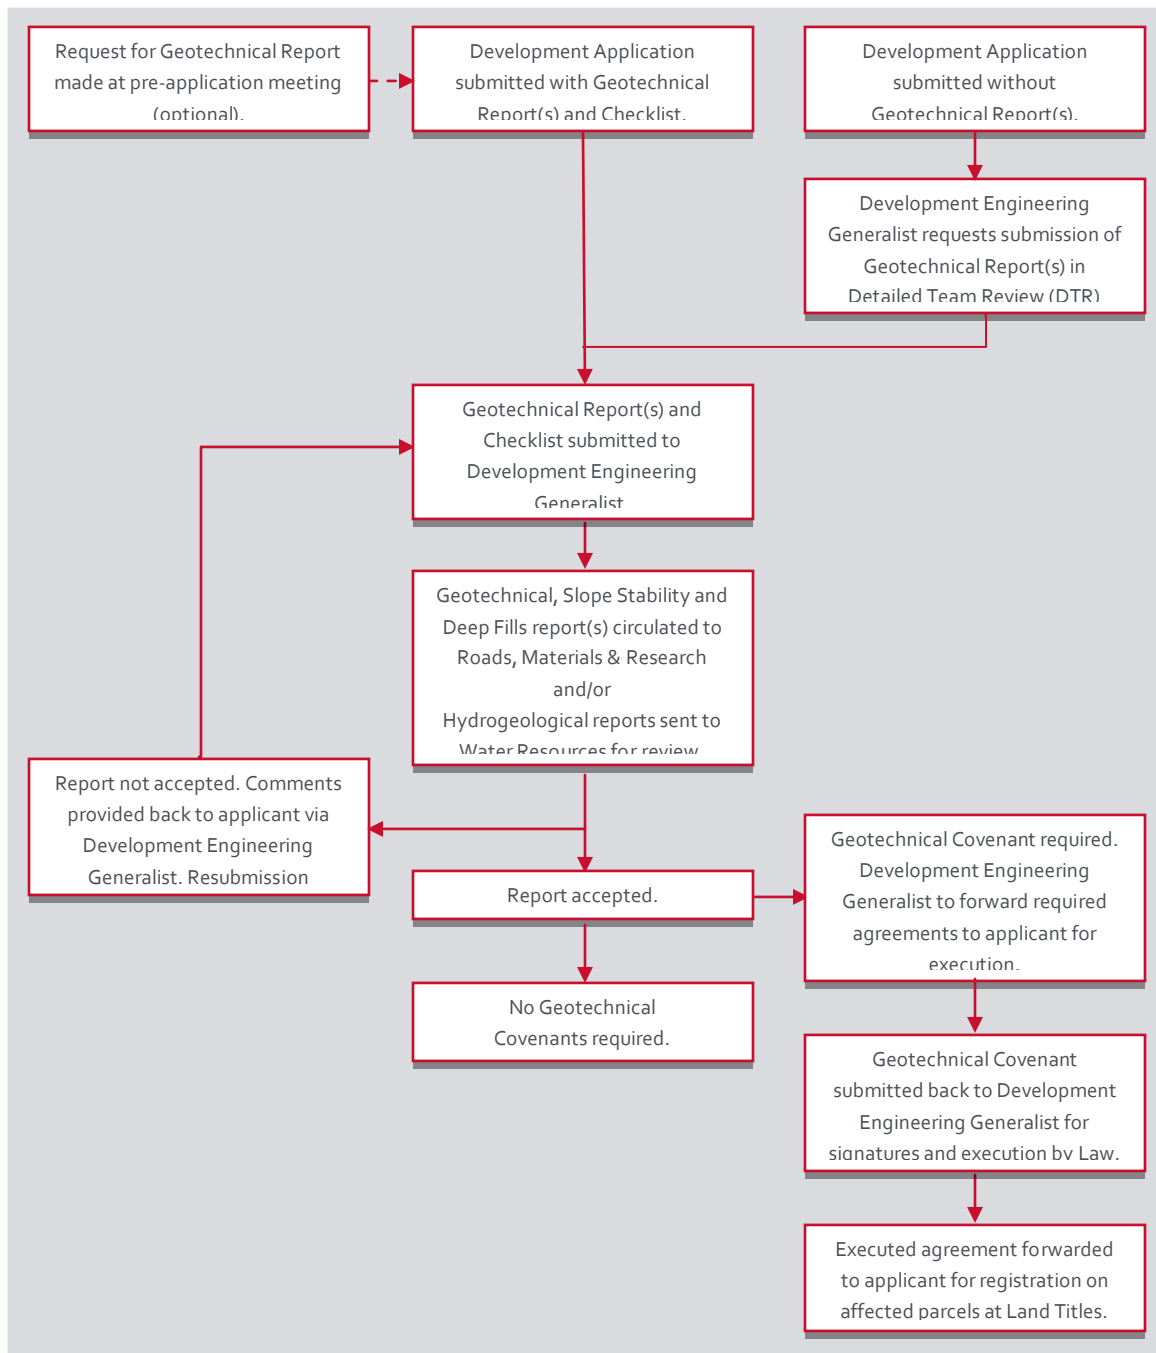 Request for Geotechnical Report
made at pre-application meeting
(optional).
Development Application
submitted with Geotechnical
Report(s) and Checklist.
Development Application
submitted without
Geotechnical Report(s).
Development Engineering
Generalist requests submission of
Geotechnical Report(s) in
Detailed Team Review (DTR)
Geotechnical Report(s) and
Checklist submitted to
Development Engineering
Generalist
Geotechnical, Slope Stability and
Deep Fills report(s) circulated to
Roads, Materials & Research
and/or
Hydrogeological reports sent to
Water Resources for review
Report not accepted. Comments
provided back to applicant via
Development Engineering
Generalist. Resubmission
Report accepted.
No Geotechnical
Covenants required.
Geotechnical Covenant required.
Development Engineering
Generalist to forward required
agreements to applicant for
execution.
Geotechnical Covenant
submitted back to Development
Engineering Generalist for
signatures and execution by Law.
Executed agreement forwarded
to applicant for registration on
affected parcels at Land Titles.